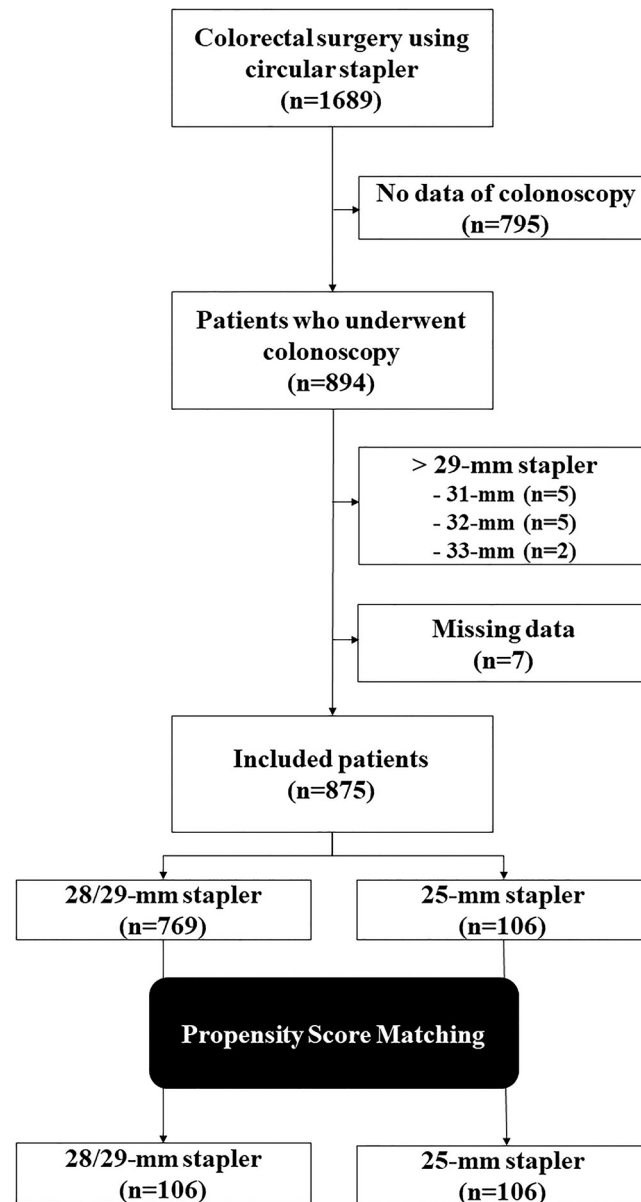 Colorectal surgery using
circular stapler
(n=1689)
No data of colonoscopy
(n=795)
Patients who underwent
colonoscopy
(n=894)
> 29-mm stapler
- 31-mm (n=5)
- 32-mm (n=5)
- 33-mm (n=2)
Missing data
(n=7)
Included patients
(n=875)
28/29-mm stapler
(n=769)
25-mm stapler
(n=106)
Propensity Score Matching
28/29-mm stapler
(n=106)
25-mm stapler
(n=106)